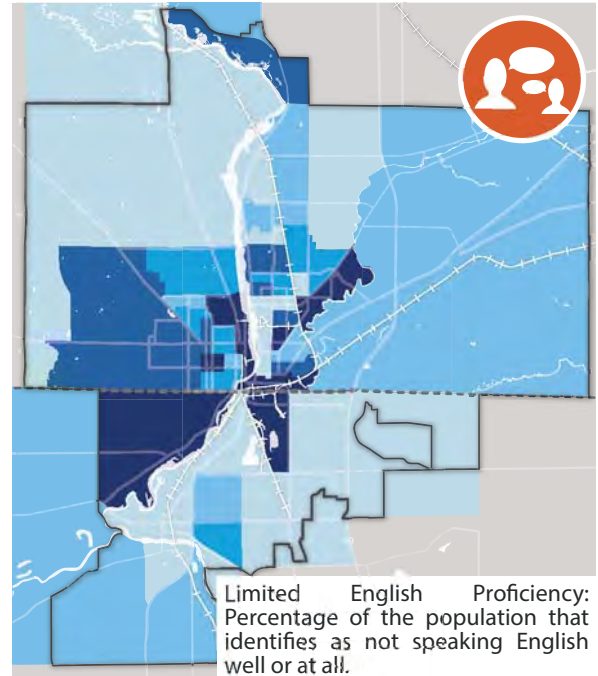 Limited English Proficiency:
Percentage of the population that
identifies as not speaking English
well or at all.